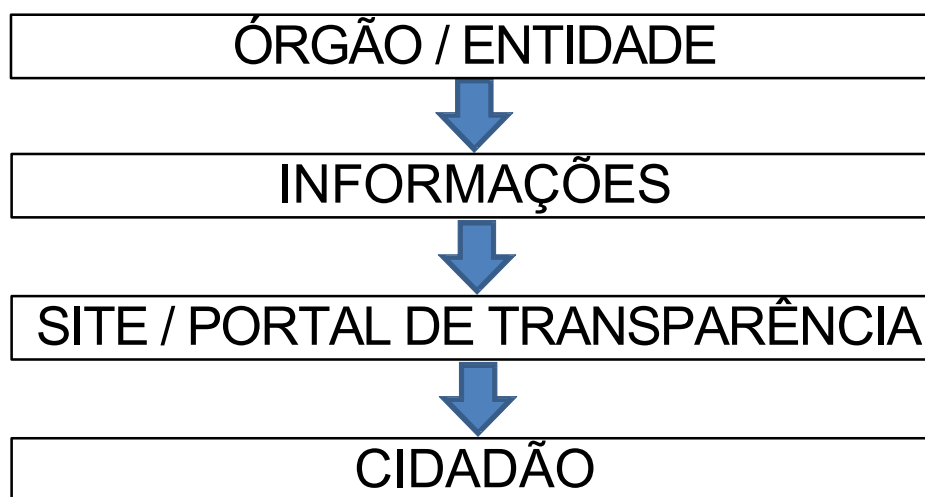 ÓRGÃO / ENTIDADE
INFORMAÇÕES
SITE / PORTAL DE TRANSPARÊNCIA
CIDADÃO